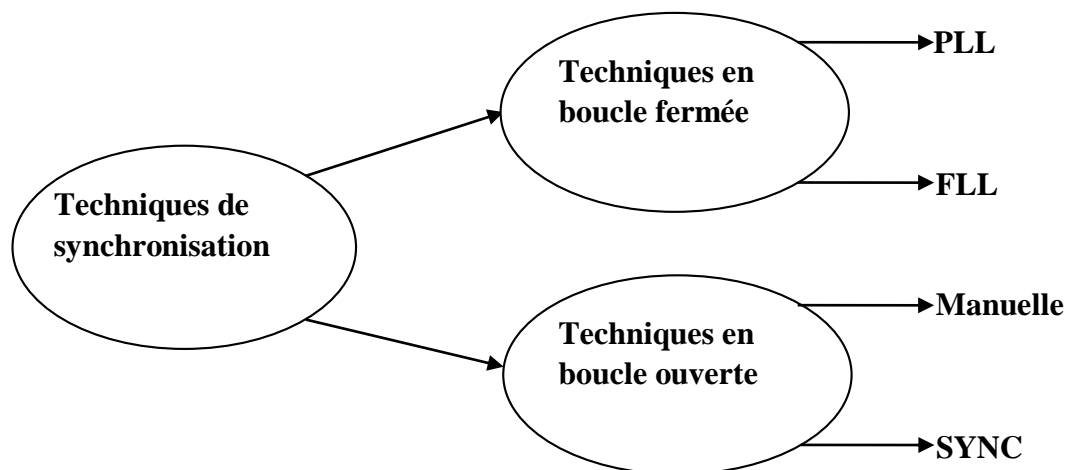 Techniques de
synchronisation
Techniques en
boucle fermée
PLL
FLL
Techniques en
boucle ouverte
Manuelle
SYNC